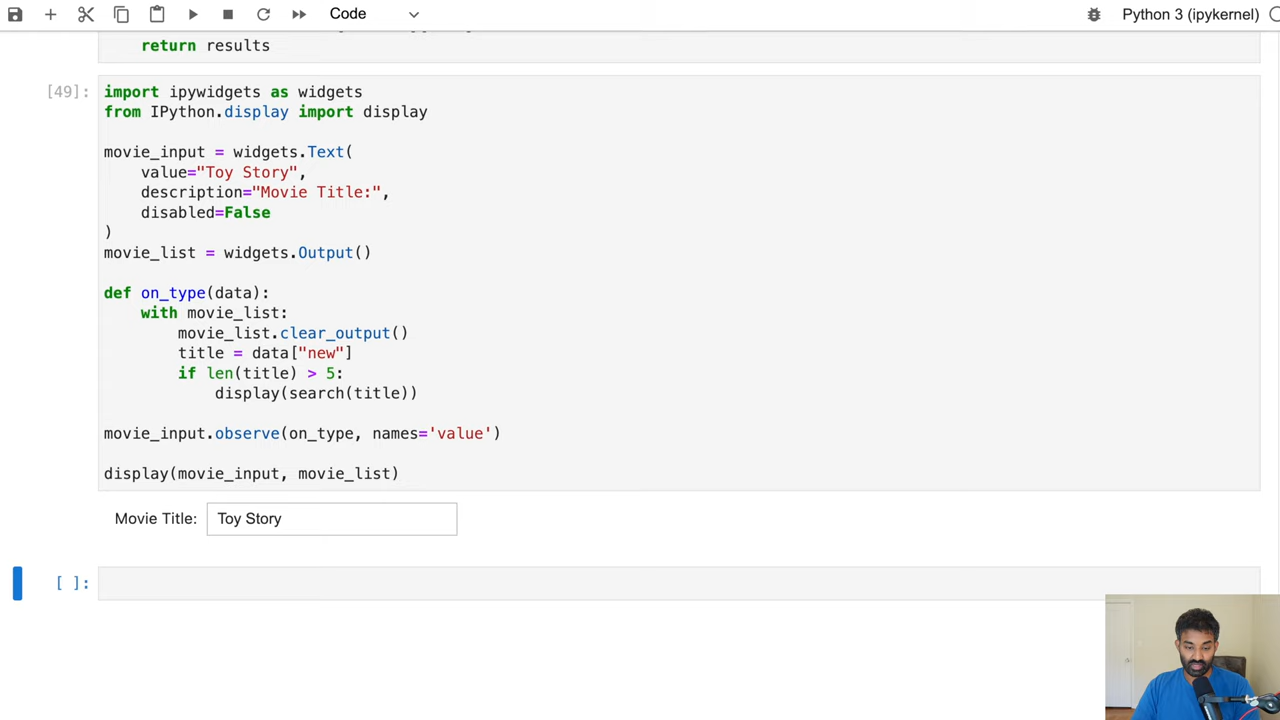 Code
Python 3 (ipykernel)
return results
[49]:
import ipywidgets as widgets
from IPython.display import display
movie_input = widgets.Text(
value="Toy Story",
description="Movie Title:",
disabled=False
)
movie_list = widgets.Output()
def on_type(data):
with movie_list:
movie_list.clear_output()
title = data["new"]
if len(title) > 5:
display(search(title))
movie_input.observe(on_type, names='value')
display(movie_input, movie_list)
Movie Title: Toy Story
[ ]: